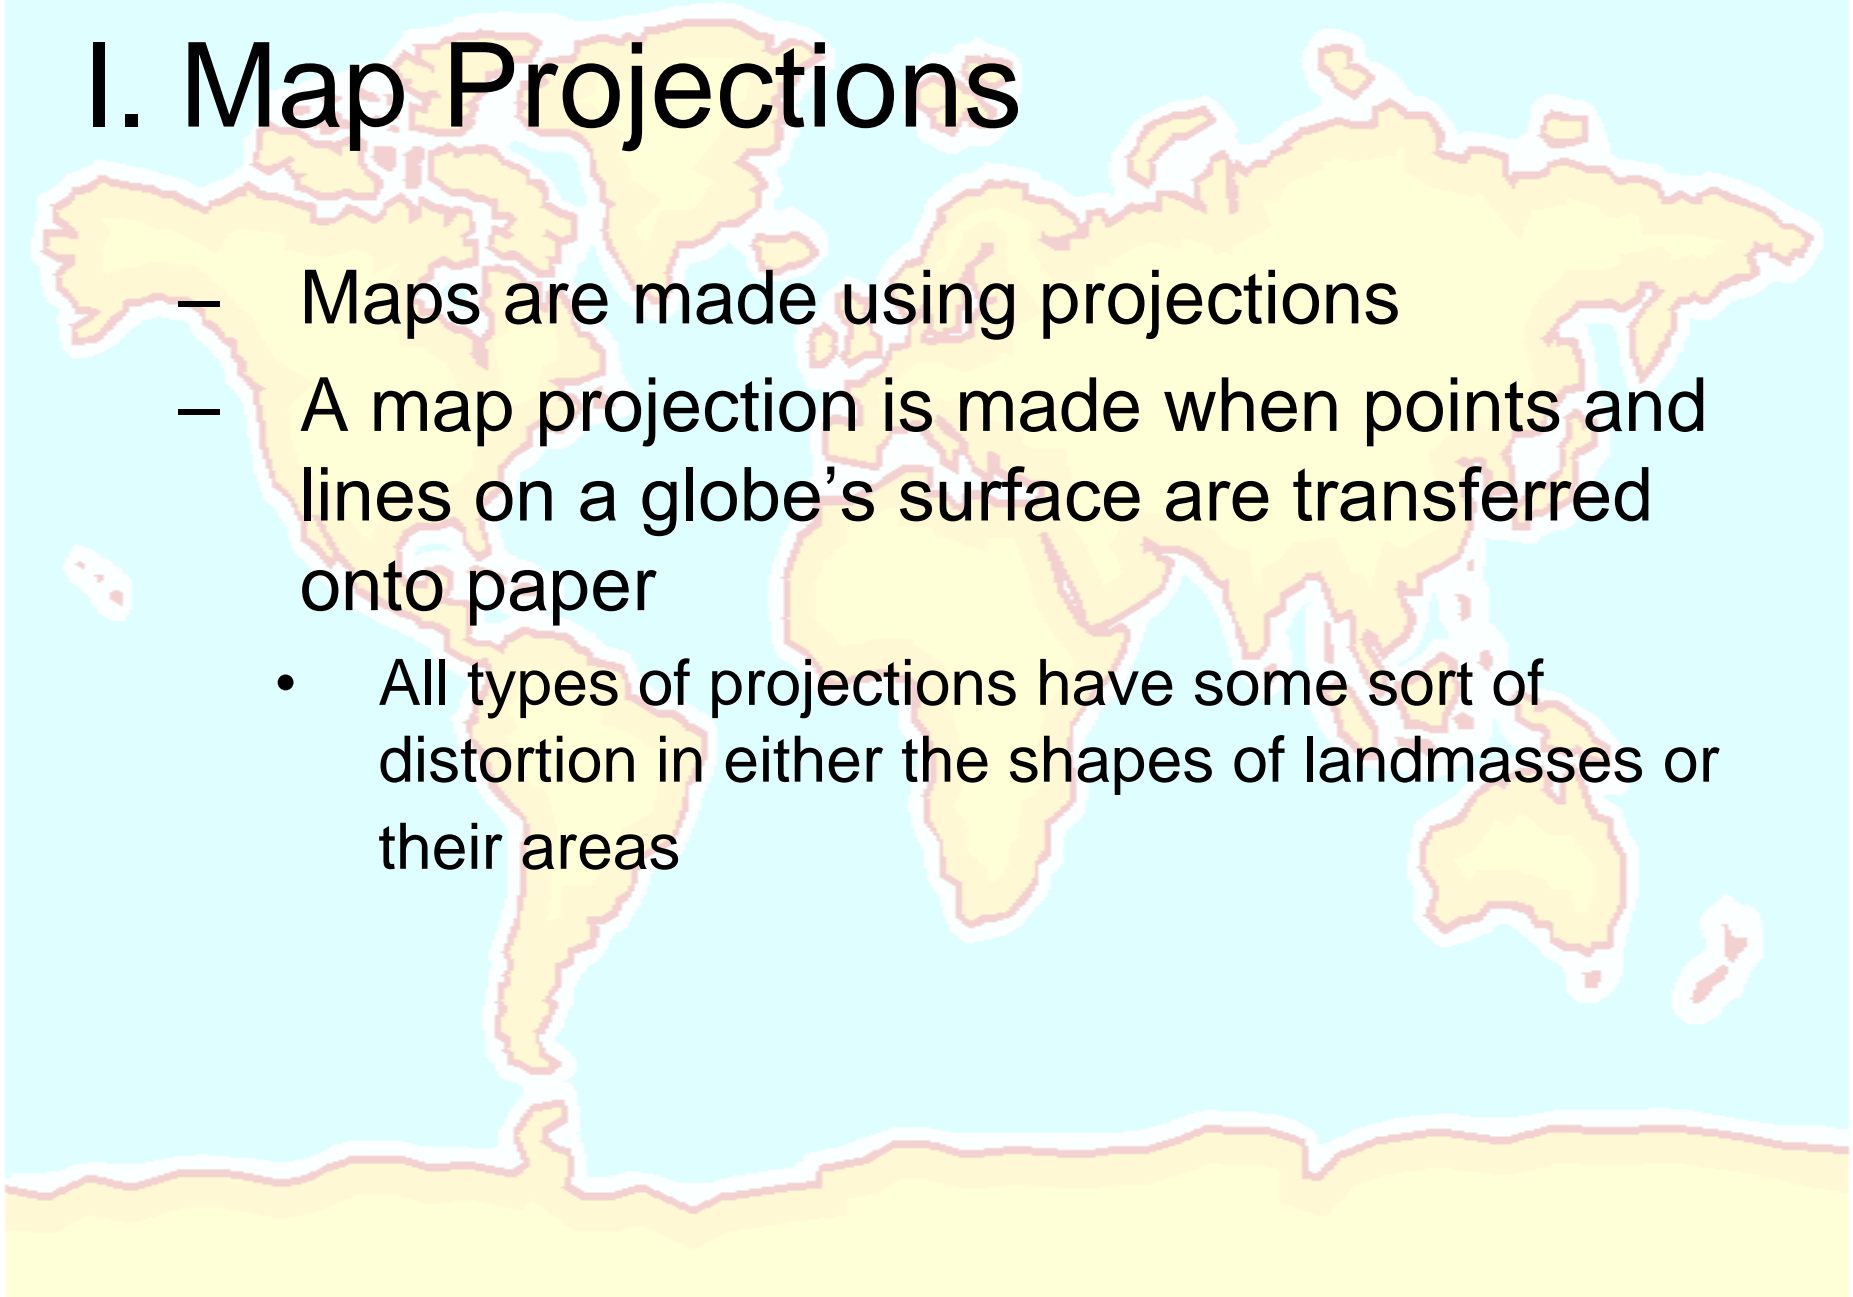 I. Map Projections
– Maps are made using projections
– A map projection is made when points and
lines on a globe’s surface are transferred
onto paper
• All types of projections have some sort of
distortion in either the shapes of landmasses or
their areas